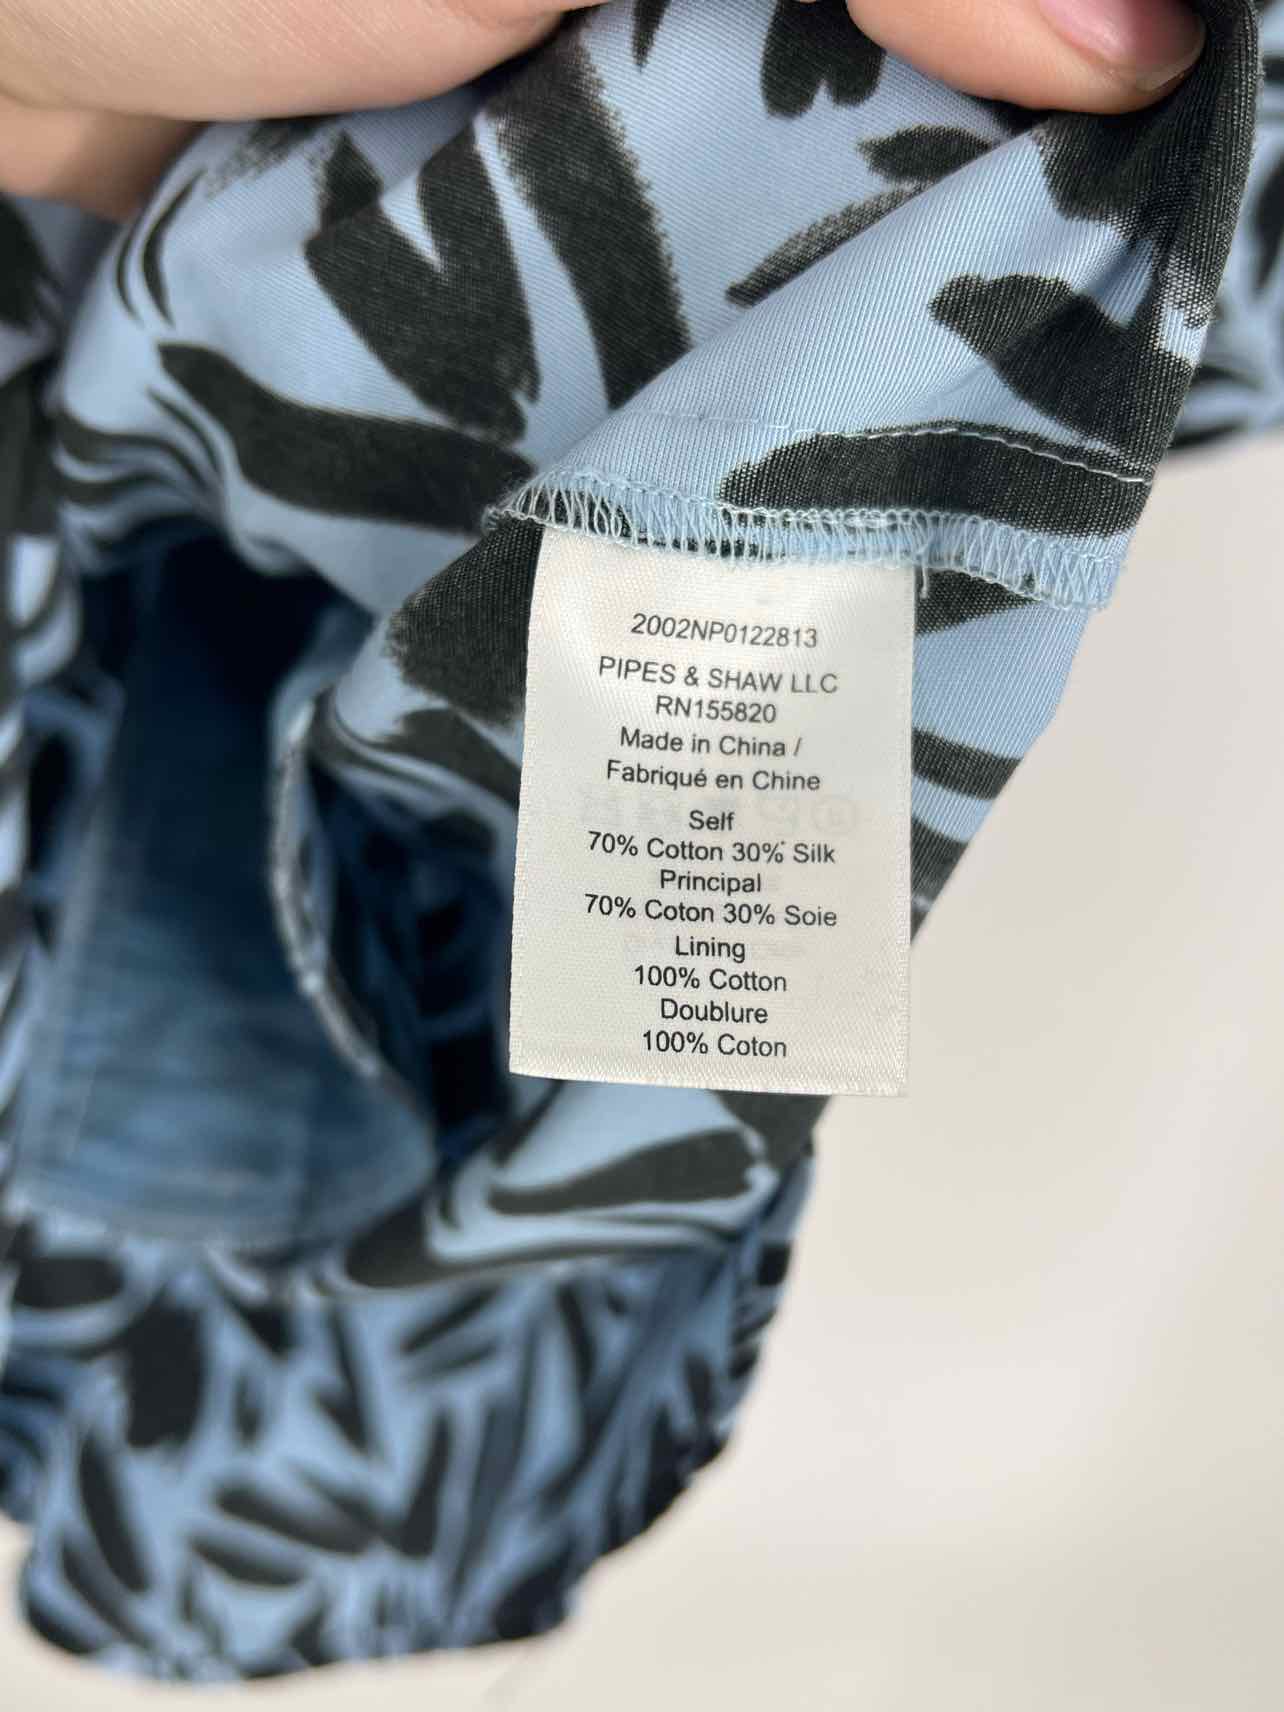 2002NP0122813
PIPES & SHAW LLC
RN155820
Made in China /
Fabriqué en Chine
Self
70% Cotton 30% Silk
Principal
70% Coton 30% Soie
Lining
100% Cotton
Doublure
100% Coton